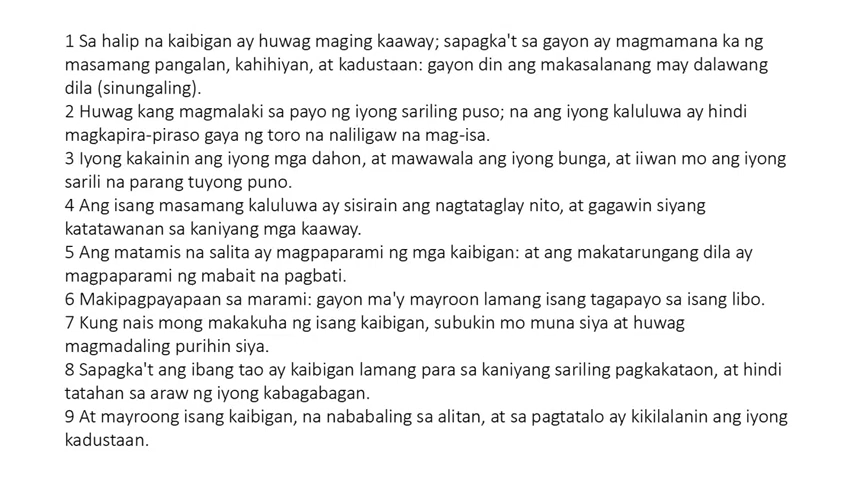 1 Sa halip na kaibigan ay huwag maging kaaway; sapagka't sa gayon ay magmamana ka ng
masamang pangalan, kahihiyan, at kadustaan: gayon din ang makasalanang may dalawang
dila (sinungaling).
2 Huwag kang magmalaki sa payo ng iyong sariling puso; na ang iyong kaluluwa ay hindi
magkapira-piraso gaya ng toro na naliligaw na mag-isa.
3 Iyong kakainin ang iyong mga dahon, at mawawala ang iyong bunga, at iiwan mo ang iyong
sarili na parang tuyong puno.
4 Ang isang masamang kaluluwa ay sisirain ang nagtataglay nito, at gagawin siyang
katatawanan sa kaniyang mga kaaway.
5 Ang matamis na salita ay magpaparami ng mga kaibigan: at ang makatarungang dila ay
magpaparami ng mabait na pagbati.
6 Makipagpayapaan sa marami: gayon ma'y mayroon lamang isang tagapayo sa isang libo.
7 Kung nais mong makakuha ng isang kaibigan, subukin mo muna siya at huwag
magmadaling purihin siya.
8 Sapagka't ang ibang tao ay kaibigan lamang para sa kaniyang sariling pagkakataon, at hindi
tatahan sa araw ng iyong kabagabagan.
9 At mayroong isang kaibigan, na nababaling sa alitan, at sa pagtatalo ay kikilalanin ang iyong
kadustaan.